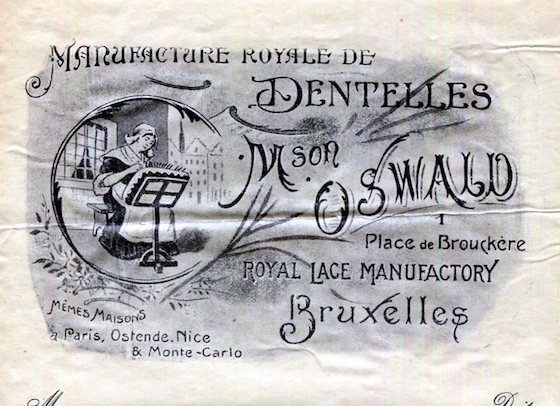 MANUFACTURE ROYALE DE
DENTELLES
Mson
OSWALD
1
Place de Brouckère
ROYAL LACE MANUFACTORY
Bruxelles
MÊMES MAISONS
à Paris, Ostende, Nice
& Monte-Carlo
M